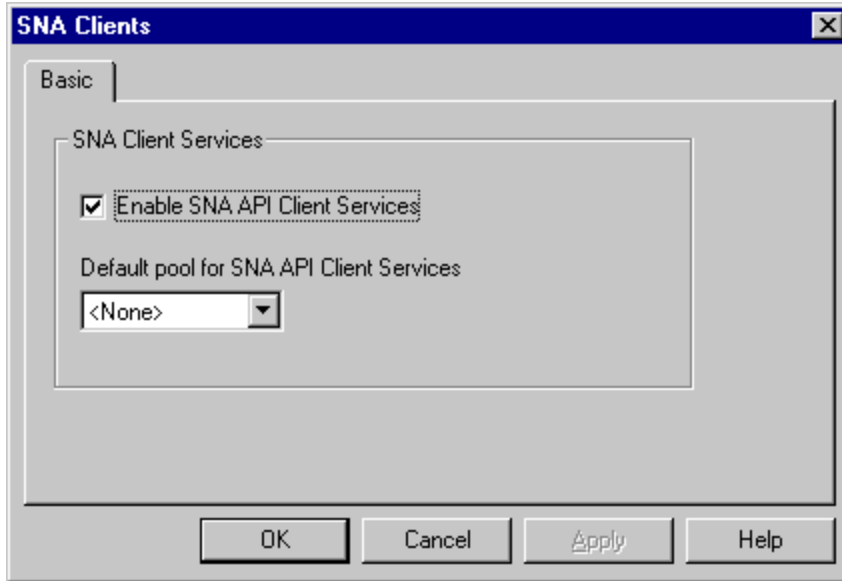 SNA Clients
Basic
SNA Client Services
Enable SNA API Client Services
Default pool for SNA API Client Services
<None>
OK Cancel Apply Help